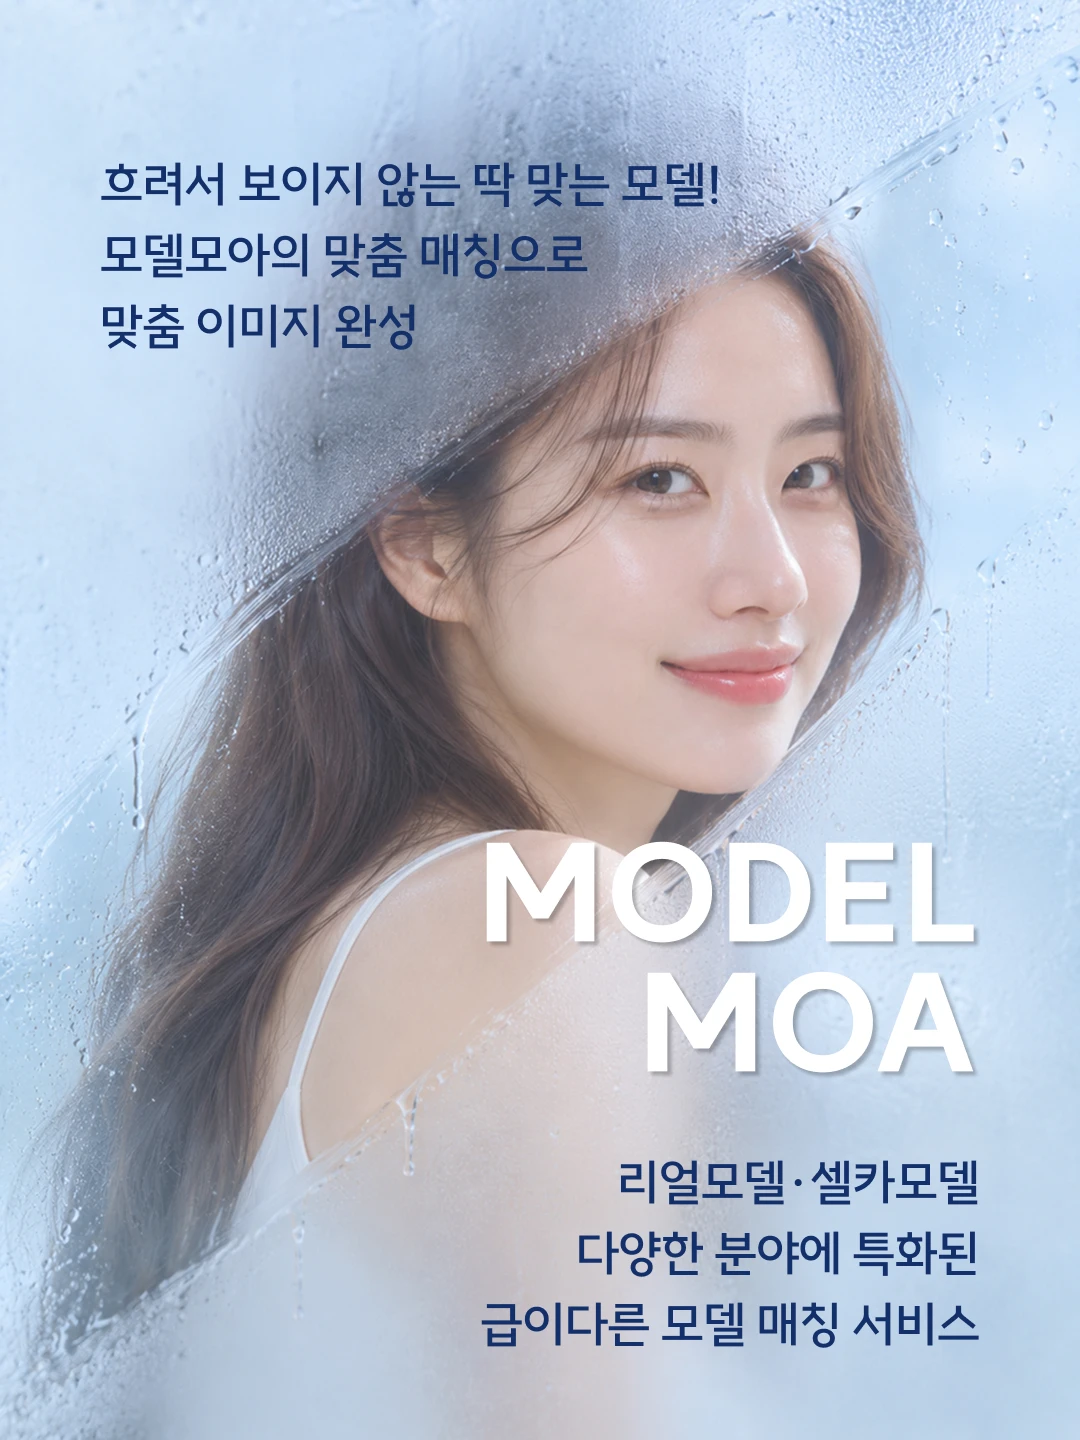 흐려서 보이지 않는 딱 맞는 모델!
모델모아의 맞춤 매칭으로
맞춤 이미지 완성
MODEL
MOA
리얼모델·셀카모델
다양한 분야에 특화된
급이다른 모델 매칭 서비스